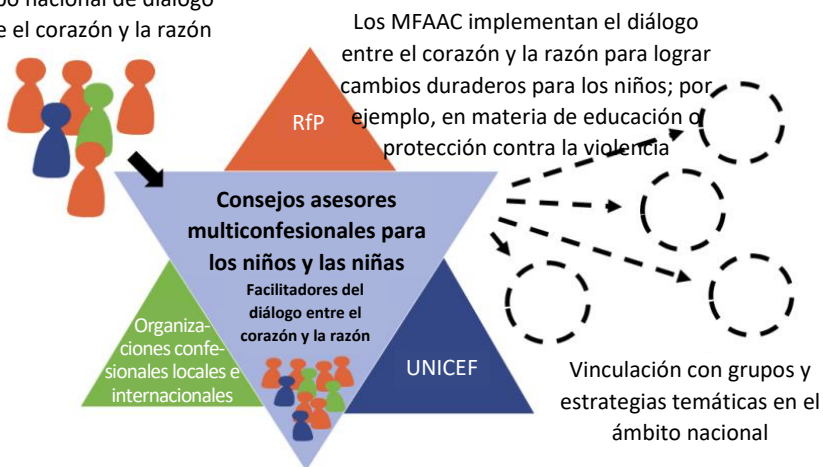 nacional de diálogo
el corazón y la razón
Los MFAAC implementan el diálogo
entre el corazón y la razón para lograr
cambios duraderos para los niños; por
ejemplo, en materia de educación o
protección contra la violencia
RfP
Consejos asesores
multiconfesionales para
los niños y las niñas
Facilitadores del
diálogo entre el
corazón y la razón
Organiza-
ciones confe-
sionales locales e
internacionales
UNICEF
Vinculación con grupos y
estrategias temáticas en el
ámbito nacional